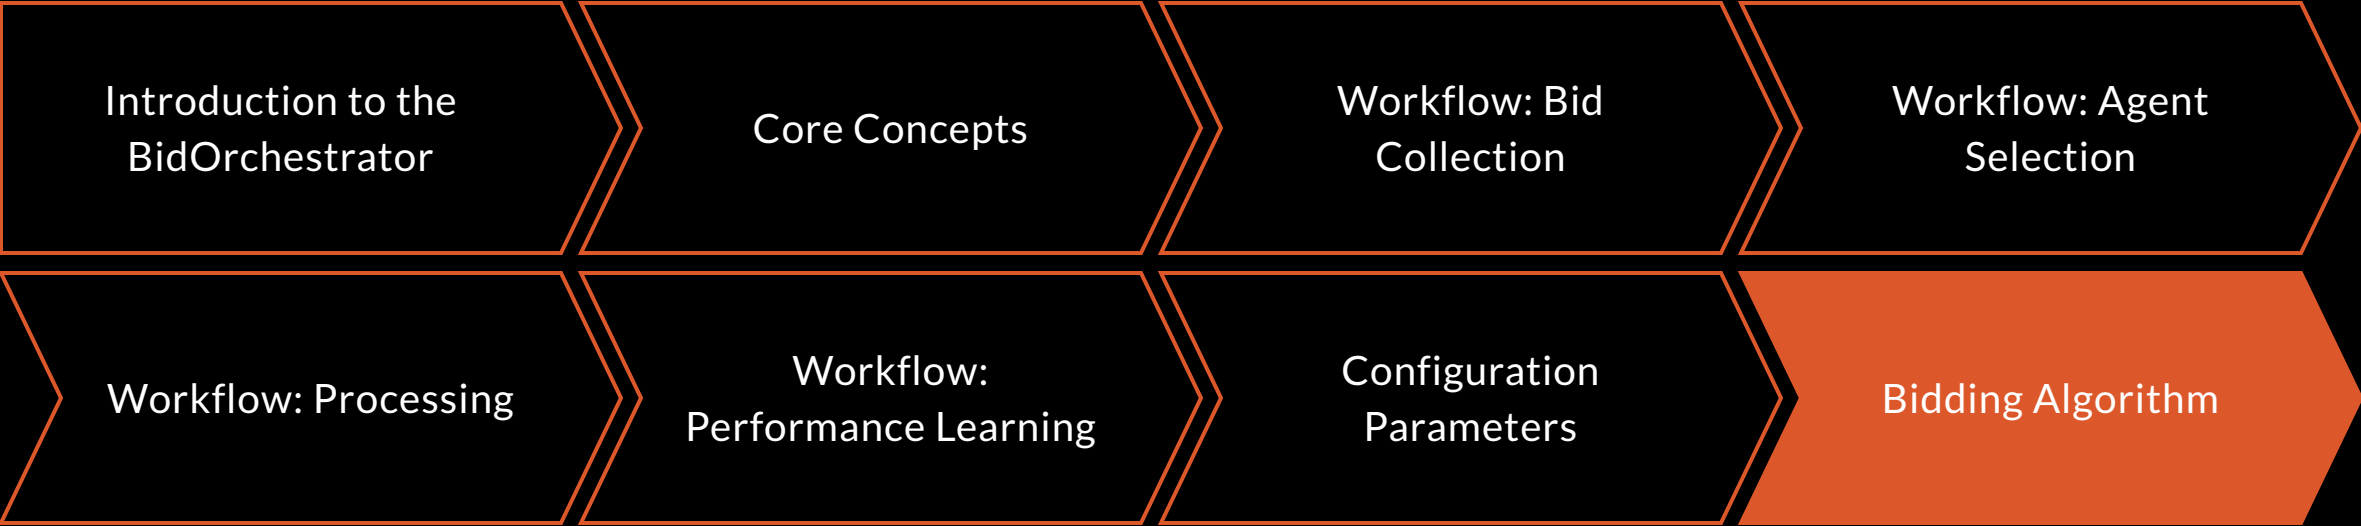 Introduction to the
BidOrchestrator
Core Concepts
Workflow: Bid
Collection
Workflow: Agent
Selection
Workflow: Processing
Workflow:
Performance Learning
Configuration
Parameters
Bidding Algorithm